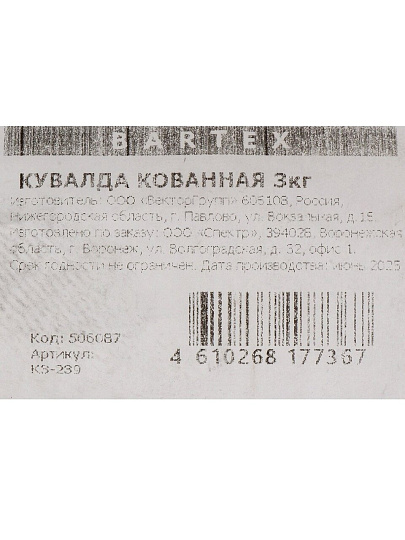 BARTEX
КУВАЛДА КОВАННАЯ 3кг
Изготовитель: ООО «ВекторГрупп» 606108, Россия,
Нижегородская область, г. Павлово, ул. Вокзальная, д 15.
Изготовлено по заказу: ООО «Спектр», 394028, Воронежская
область, г. Воронеж, ул. Волгоградская, д. 32, офис 1.
Срок годности не ограничен. Дата производства: июнь 2025
Код: 506087
Артикул:
КЗ-239
4 610268 177367